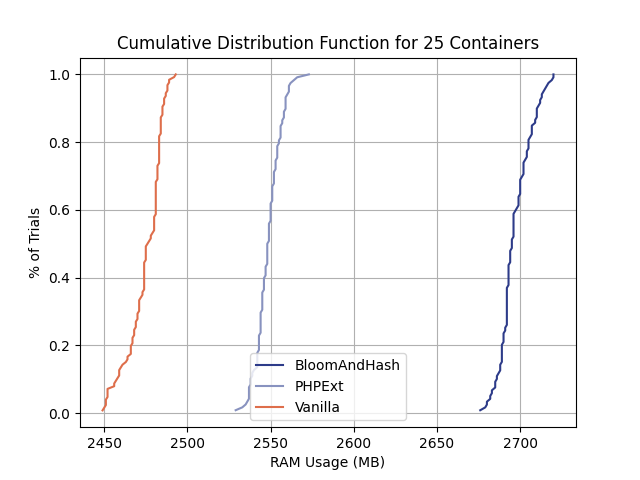 Cumulative Distribution Function for 25 Containers
1.0
0.8
0.6
0.4
0.2
0.0
% of Trials
BloomAndHash
PHPExt
Vanilla
2450 2500 2550 2600 2650 2700
RAM Usage (MB)